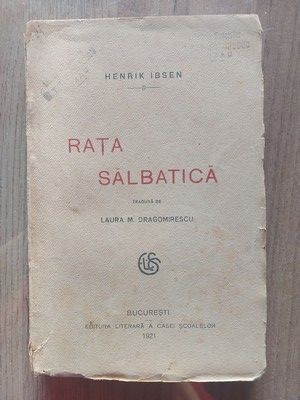 HENRIK IBSEN
RAȚA
SĂLBATICĂ
TRADUSĂ DE
LAURA M. DRAGOMIRESCU
BUCUREȘTI
EDITURA LITERARĂ A CASEI ȘCOALELOR
1921